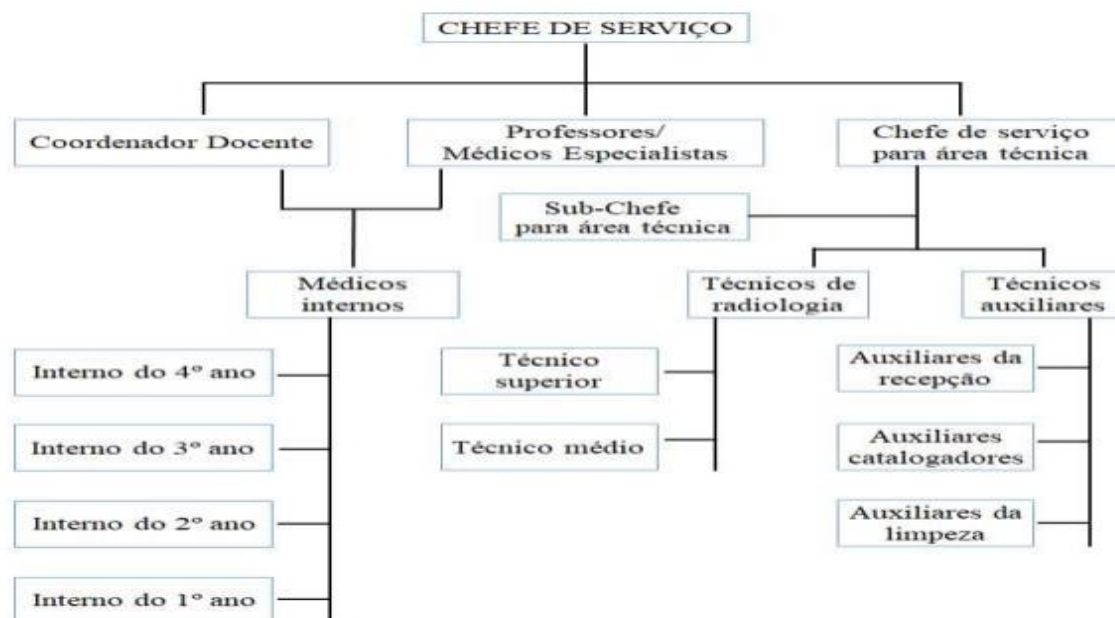 CHEFE DE SERVIÇO
Coordenador Docente
Professores/
Médicos Especialistas
Chefe de serviço
para área técnica
Sub-Chefe
para área técnica
Médicos
internos
Técnicos de
radiologia
Técnicos
auxiliares
Interno do 4º ano
Interno do 3º ano
Interno do 2º ano
Interno do 1º ano
Técnico
superior
Técnico médio
Auxiliares da
recepção
Auxiliares
catalogadores
Auxiliares da
limpeza